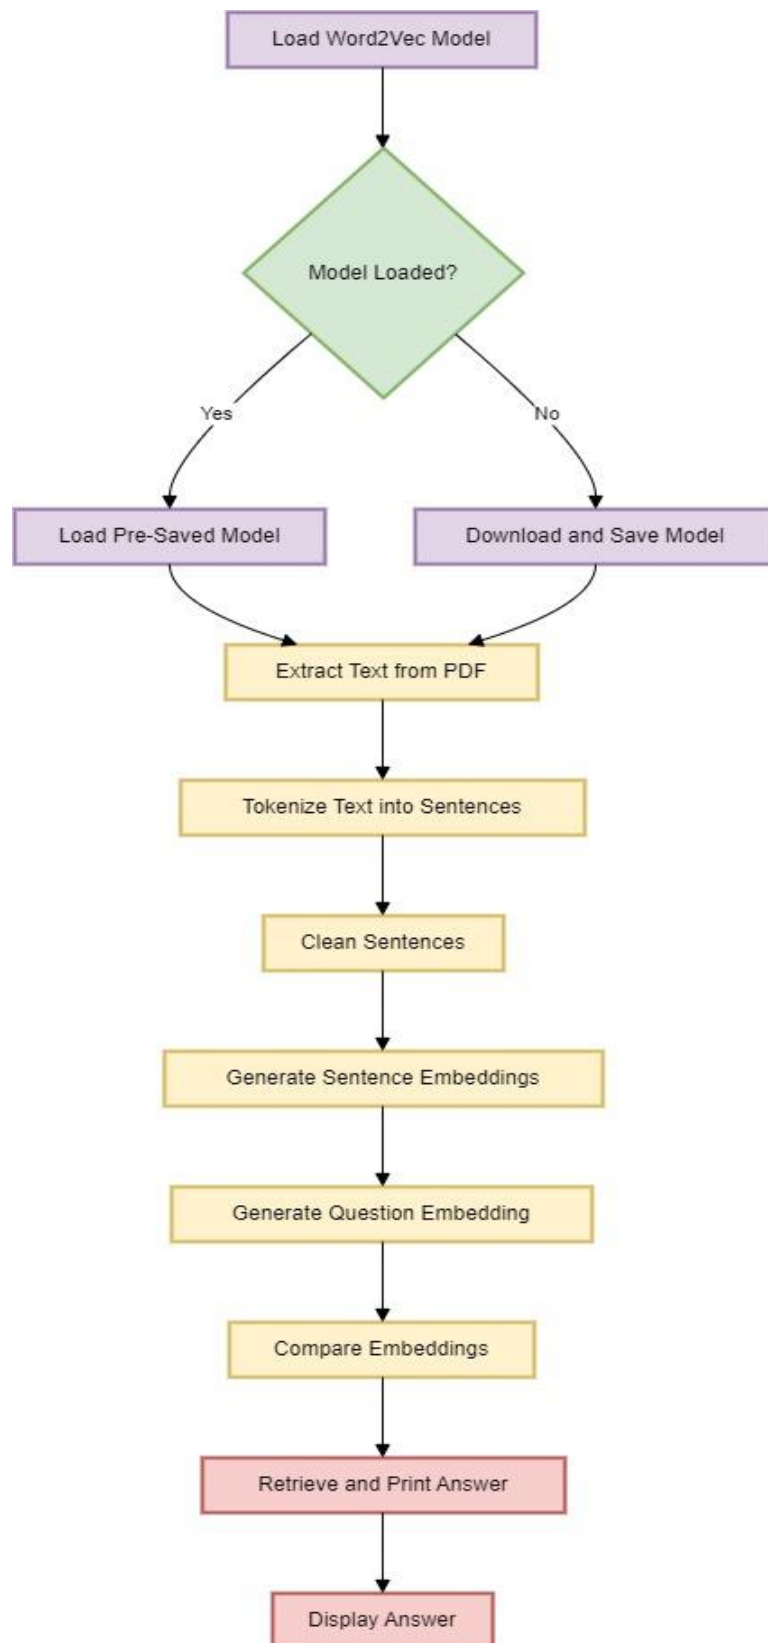 Load Word2Vec Model
Model Loaded?
Yes
No
Load Pre-Saved Model
Download and Save Model
Extract Text from PDF
Tokenize Text into Sentences
Clean Sentences
Generate Sentence Embeddings
Generate Question Embedding
Compare Embeddings
Retrieve and Print Answer
Display Answer